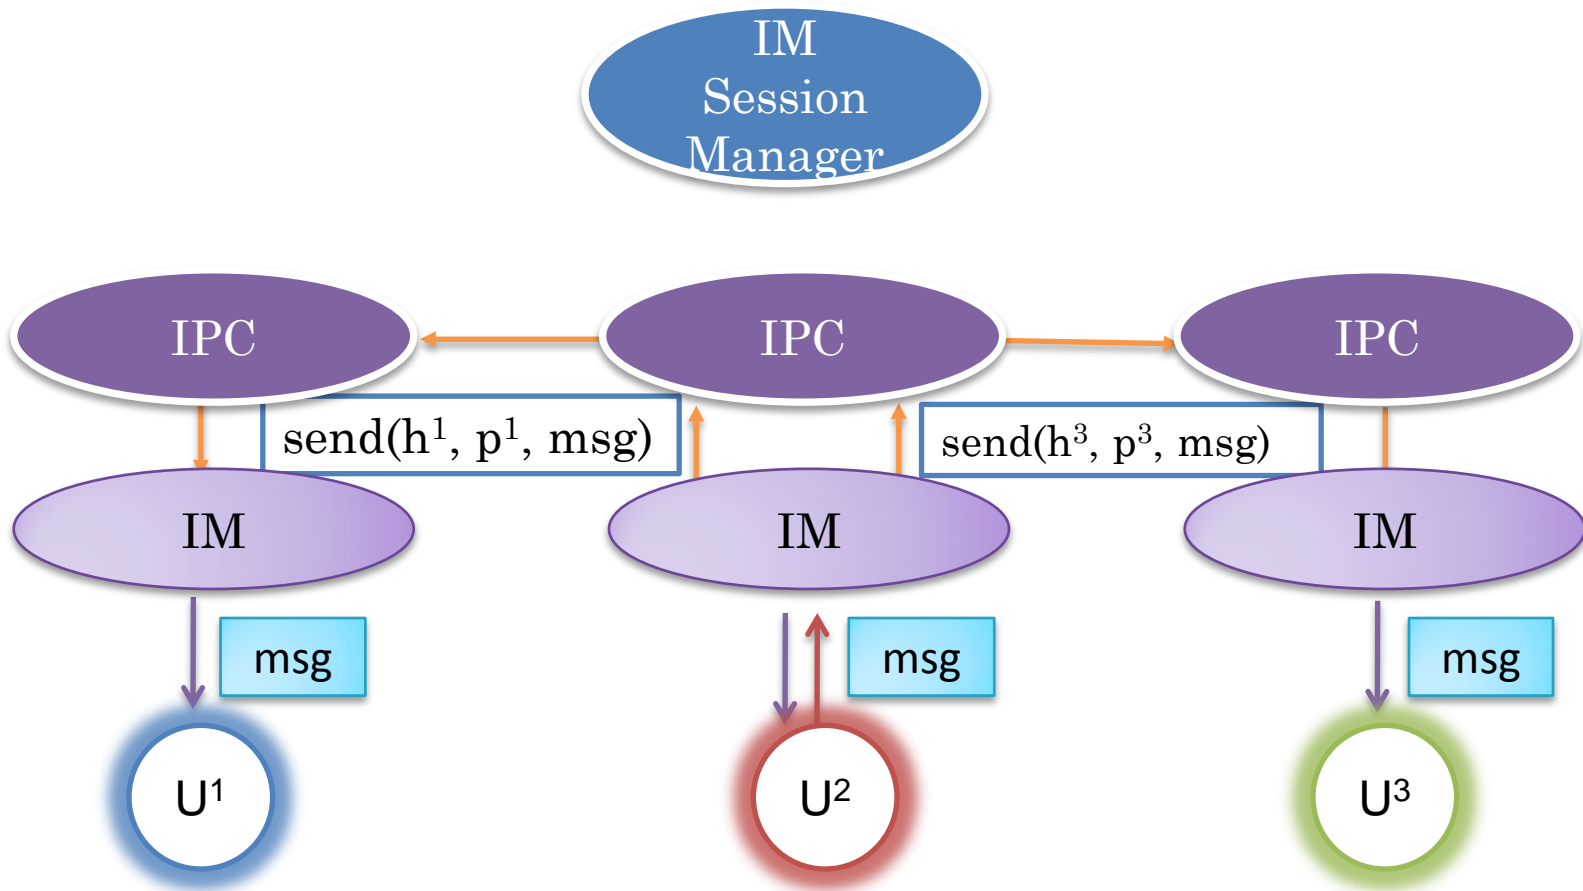 IM
Session
Manager
IPC
IPC
IPC
send(h¹, p¹, msg)
send(h³, p³, msg)
IM
IM
IM
msg
msg
msg
U¹
U²
U³